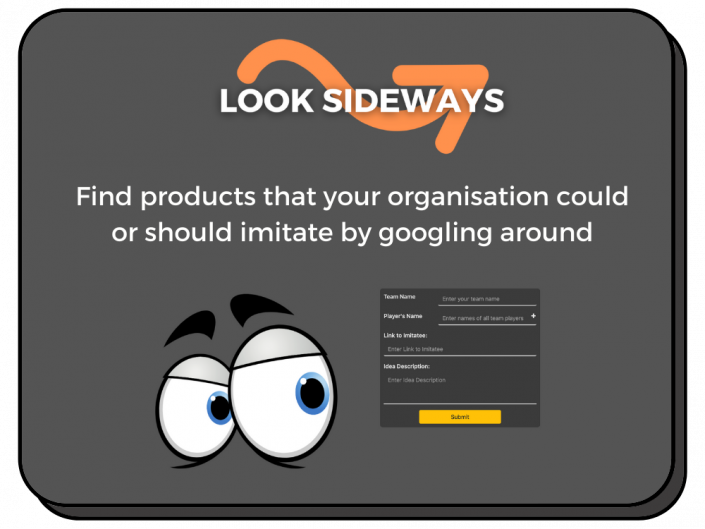 LOOK SIDEWAYS
Find products that your organisation could
or should imitate by googling around
Team Name
Enter your team name
Player's Name
Enter names of all team players +
Link to Imitatee:
Enter Link to Imitatee
Idea Description:
Enter Idea Description
Submit